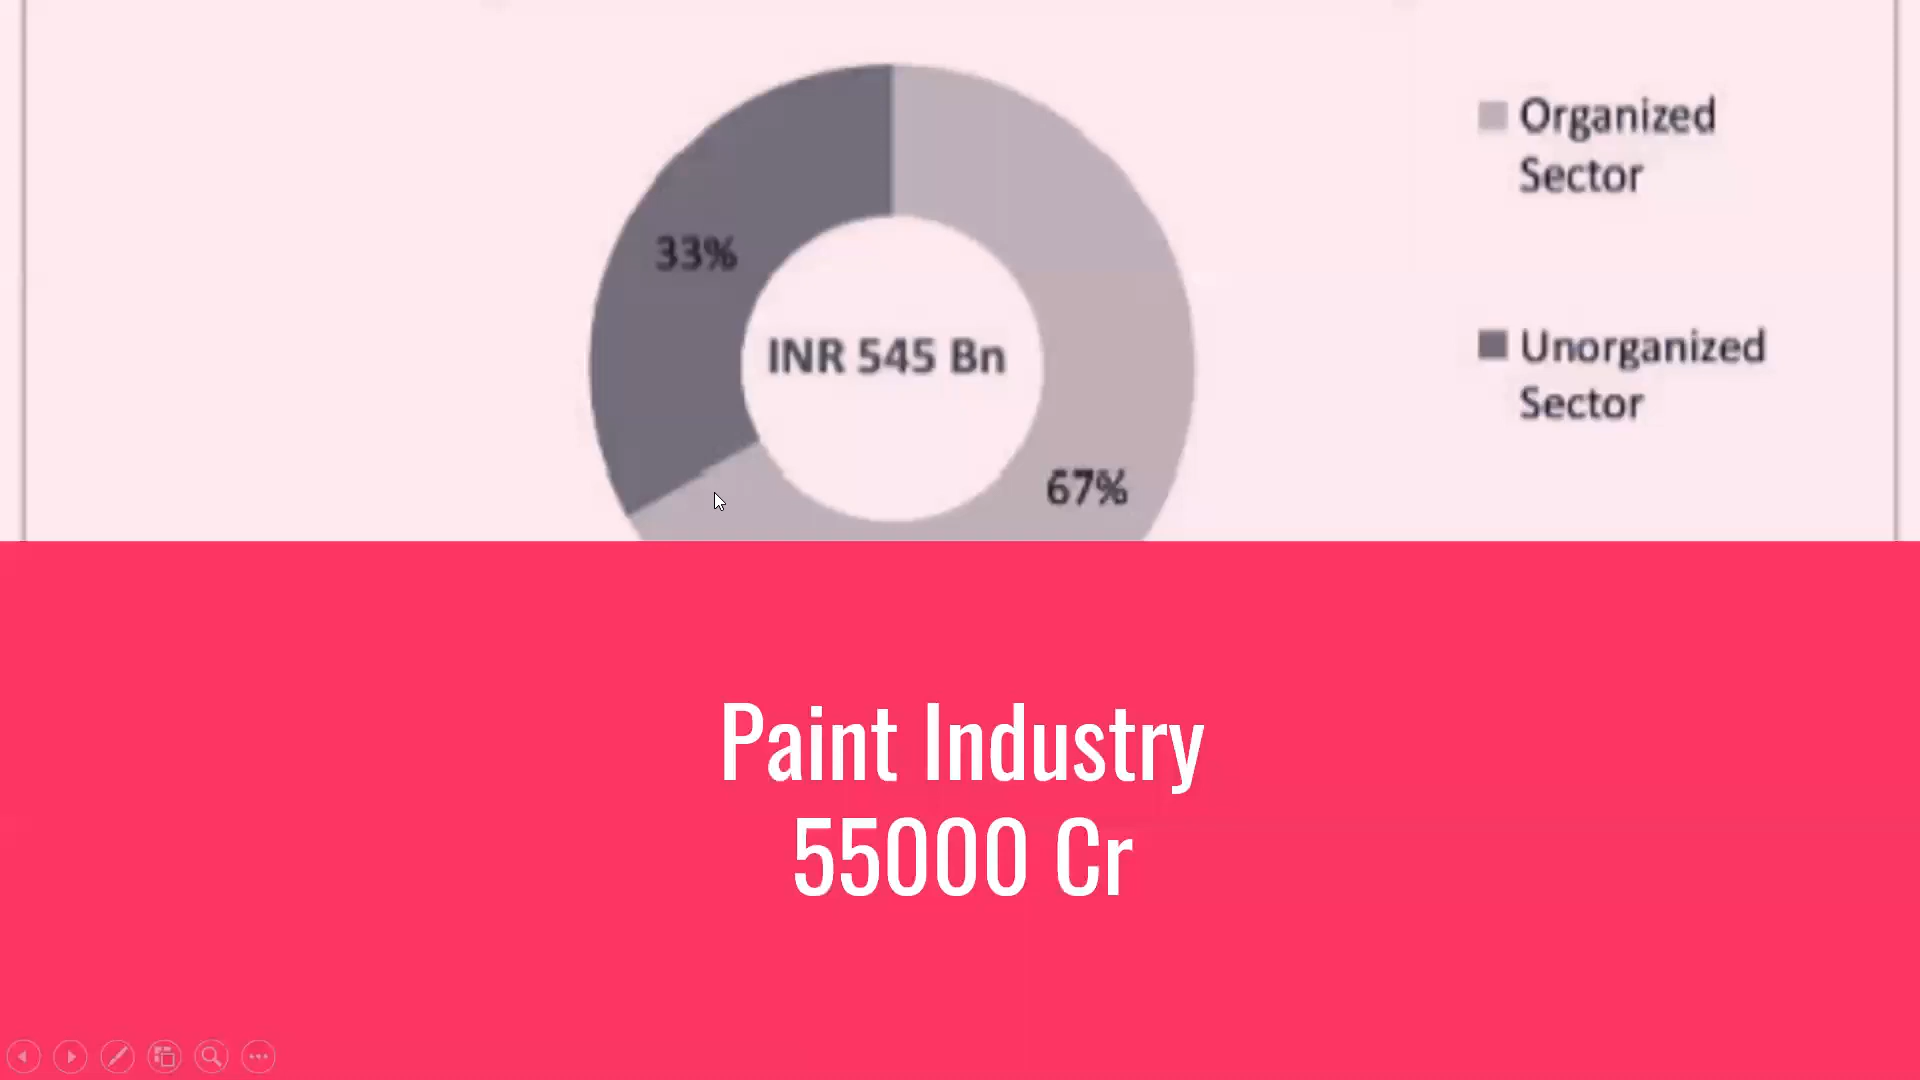 Organized
Sector
33%
INR 545 Bn
Unorganized
Sector
67%
Paint Industry
55000 Cr